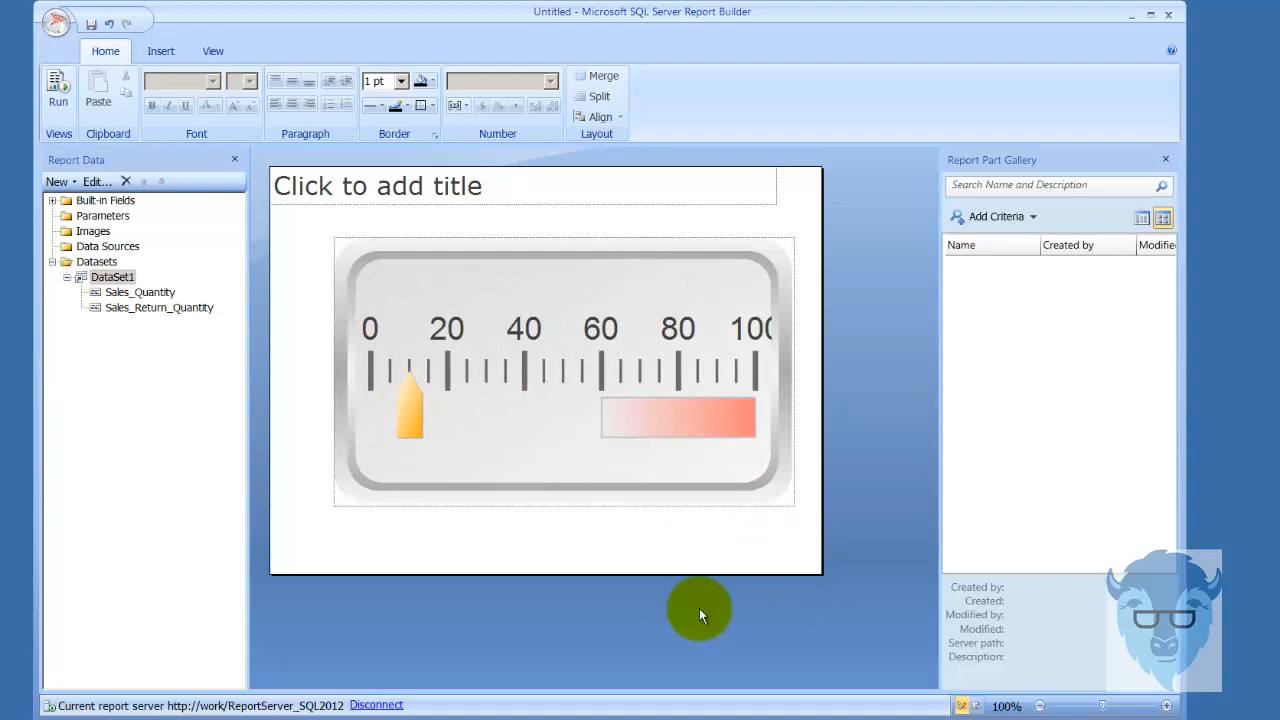 Untitled - Microsoft SQL Server Report Builder
Home Insert View
1 pt
Merge
Split
Align
Run
Paste
B I U
$ % ,
Views Clipboard Font Paragraph Border Number Layout
Report Data
New Edit...
Built-in Fields
Parameters
Images
Data Sources
Datasets
DataSet1
Sales_Quantity
Sales_Return_Quantity
Click to add title
0 20 40 60 80 100
Report Part Gallery
Search Name and Description
Add Criteria
Name Created by Modifie
Created by:
Created:
Modified by:
Modified:
Server path:
Description:
Current report server http://work/ReportServer_SQL2012 Disconnect
100%